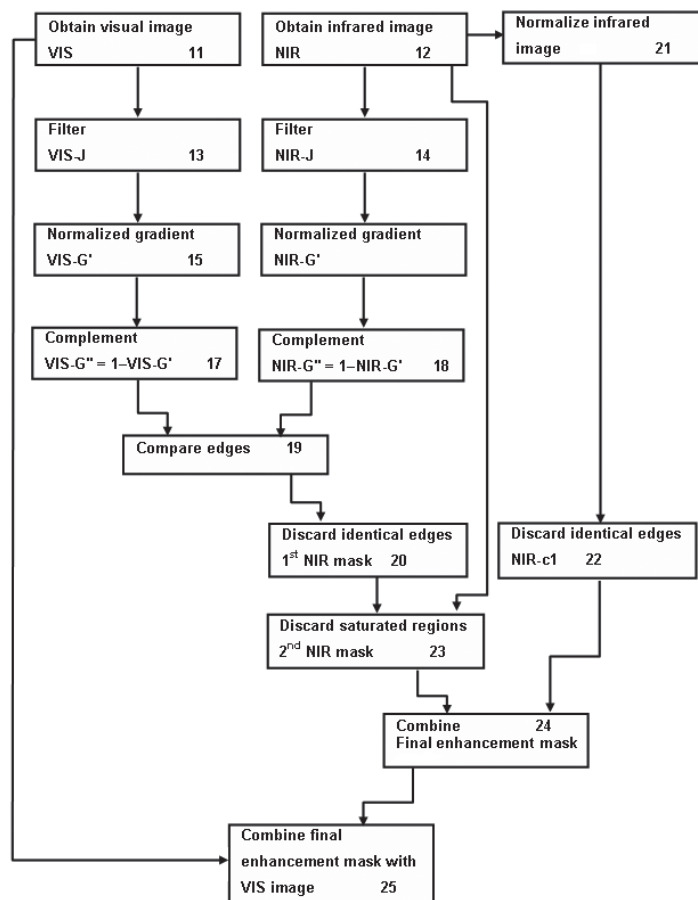 Obtain visual image
VIS 11
Obtain infrared image
NIR 12
Normalize infrared
image 21
Filter
VIS-J 13
Filter
NIR-J 14
Normalized gradient
VIS-G' 15
Normalized gradient
NIR-G'
Complement
VIS-G" = 1–VIS-G' 17
Complement
NIR-G" = 1–NIR-G' 18
Compare edges 19
Discard identical edges
1st NIR mask 20
Discard identical edges
NIR-c1 22
Discard saturated regions
2nd NIR mask 23
Combine 24
Final enhancement mask
Combine final
enhancement mask with
VIS image 25